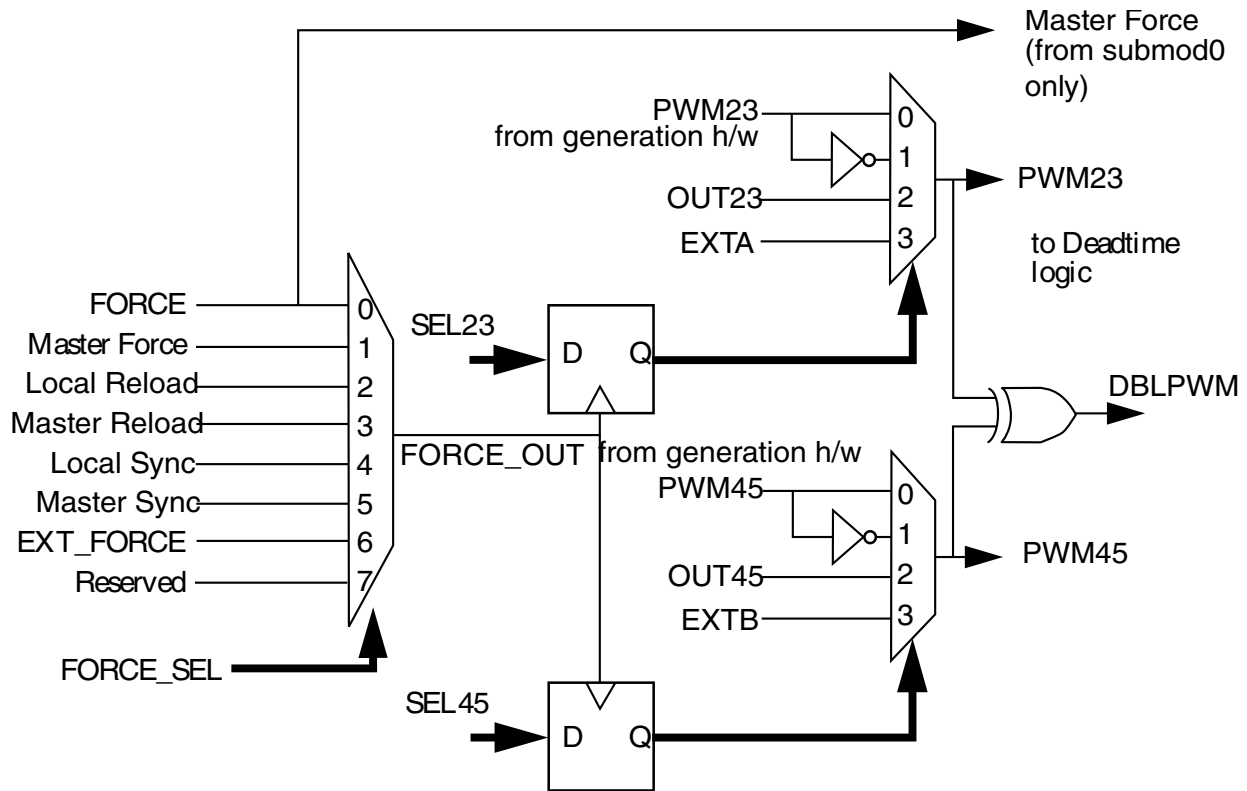 Master Force
(from submod0
only)
PWM23
from generation h/w
0
1
2
3
OUT23
EXTA
PWM23
to Deadtime
logic
FORCE
Master Force
Local Reload
Master Reload
Local Sync
Master Sync
EXT_FORCE
Reserved
0
1
2
3
4
5
6
7
FORCE_SEL
FORCE_OUT
SEL23
D Q
DBLPWM
from generation h/w
PWM45
0
1
2
3
OUT45
EXTB
PWM45
SEL45
D Q